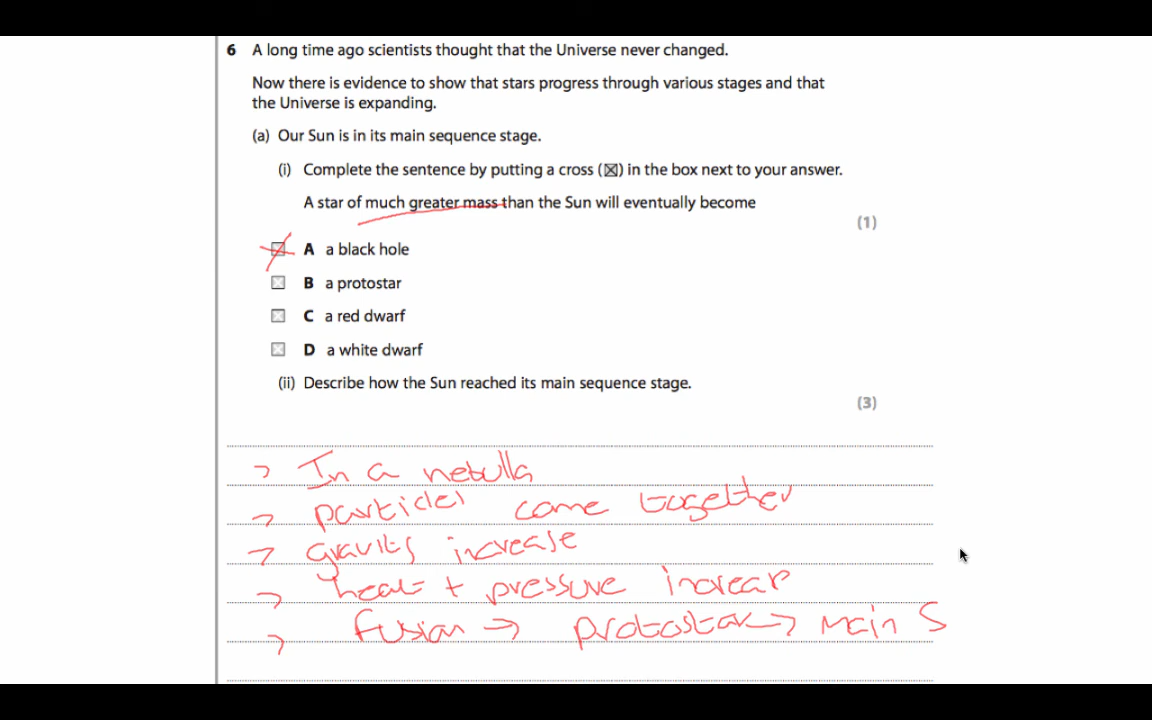 6 A long time ago scientists thought that the Universe never changed.
Now there is evidence to show that stars progress through various stages and that
the Universe is expanding.
(a) Our Sun is in its main sequence stage.
(i) Complete the sentence by putting a cross (☒) in the box next to your answer.
A star of much greater mass than the Sun will eventually become
(1)
A a black hole
B a protostar
C a red dwarf
D a white dwarf
(ii) Describe how the Sun reached its main sequence stage.
(3)
→ In a nebulla
→ particles come together
→ gravity increase
→ heat + pressure increase
→ fusion → protostar → main S